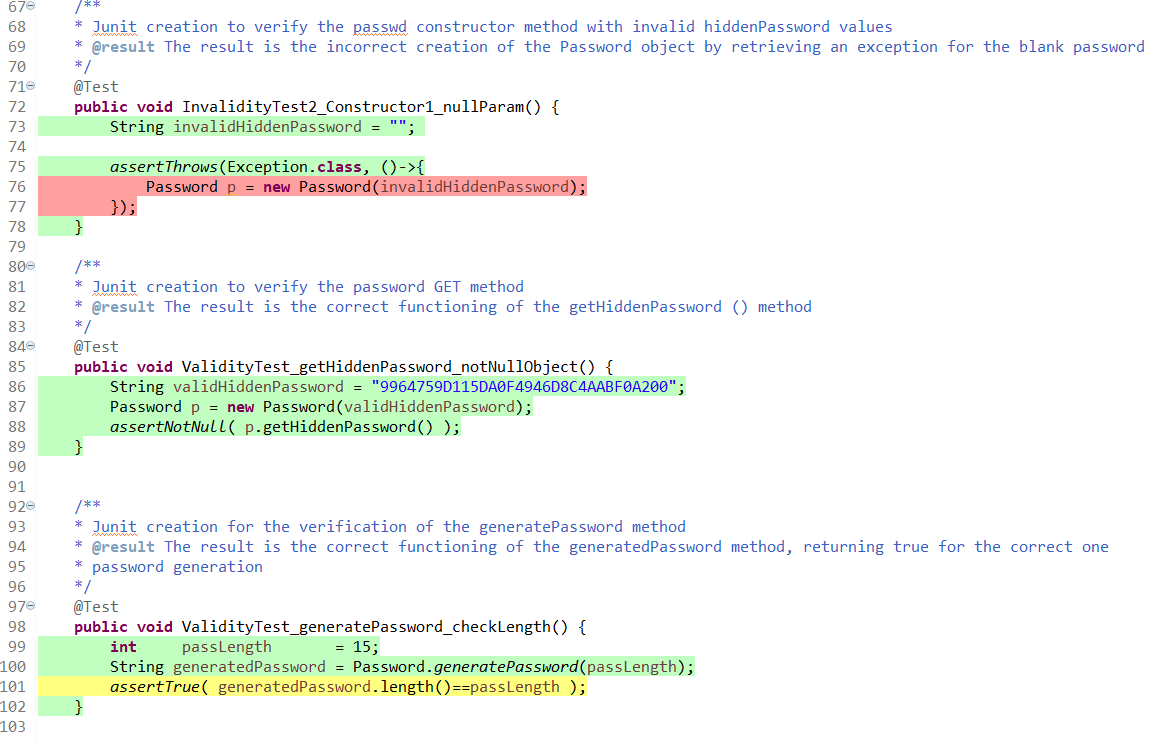 67 /**
68 * Junit creation to verify the passwd constructor method with invalid hiddenPassword values
69 * @result The result is the incorrect creation of the Password object by retrieving an exception for the blank password
70 */
71 @Test
72 public void InvalidityTest2_Constructor1_nullParam() {
73 String invalidHiddenPassword = "";
74
75 assertThrows(Exception.class, ()->{
76 Password p = new Password(invalidHiddenPassword);
77 });
78 }
79
80 /**
81 * Junit creation to verify the password GET method
82 * @result The result is the correct functioning of the getHiddenPassword () method
83 */
84 @Test
85 public void ValidityTest_getHiddenPassword_notNullObject() {
86 String validHiddenPassword = "9964759D115DA0F4946D8C4AABF0A200";
87 Password p = new Password(validHiddenPassword);
88 assertNotNull( p.getHiddenPassword() );
89 }
90
91
92 /**
93 * Junit creation for the verification of the generatePassword method
94 * @result The result is the correct functioning of the generatedPassword method, returning true for the correct one
95 * password generation
96 */
97 @Test
98 public void ValidityTest_generatePassword_checkLength() {
99 int passLength = 15;
100 String generatedPassword = Password.generatePassword(passLength);
101 assertTrue( generatedPassword.length()==passLength );
102 }
103